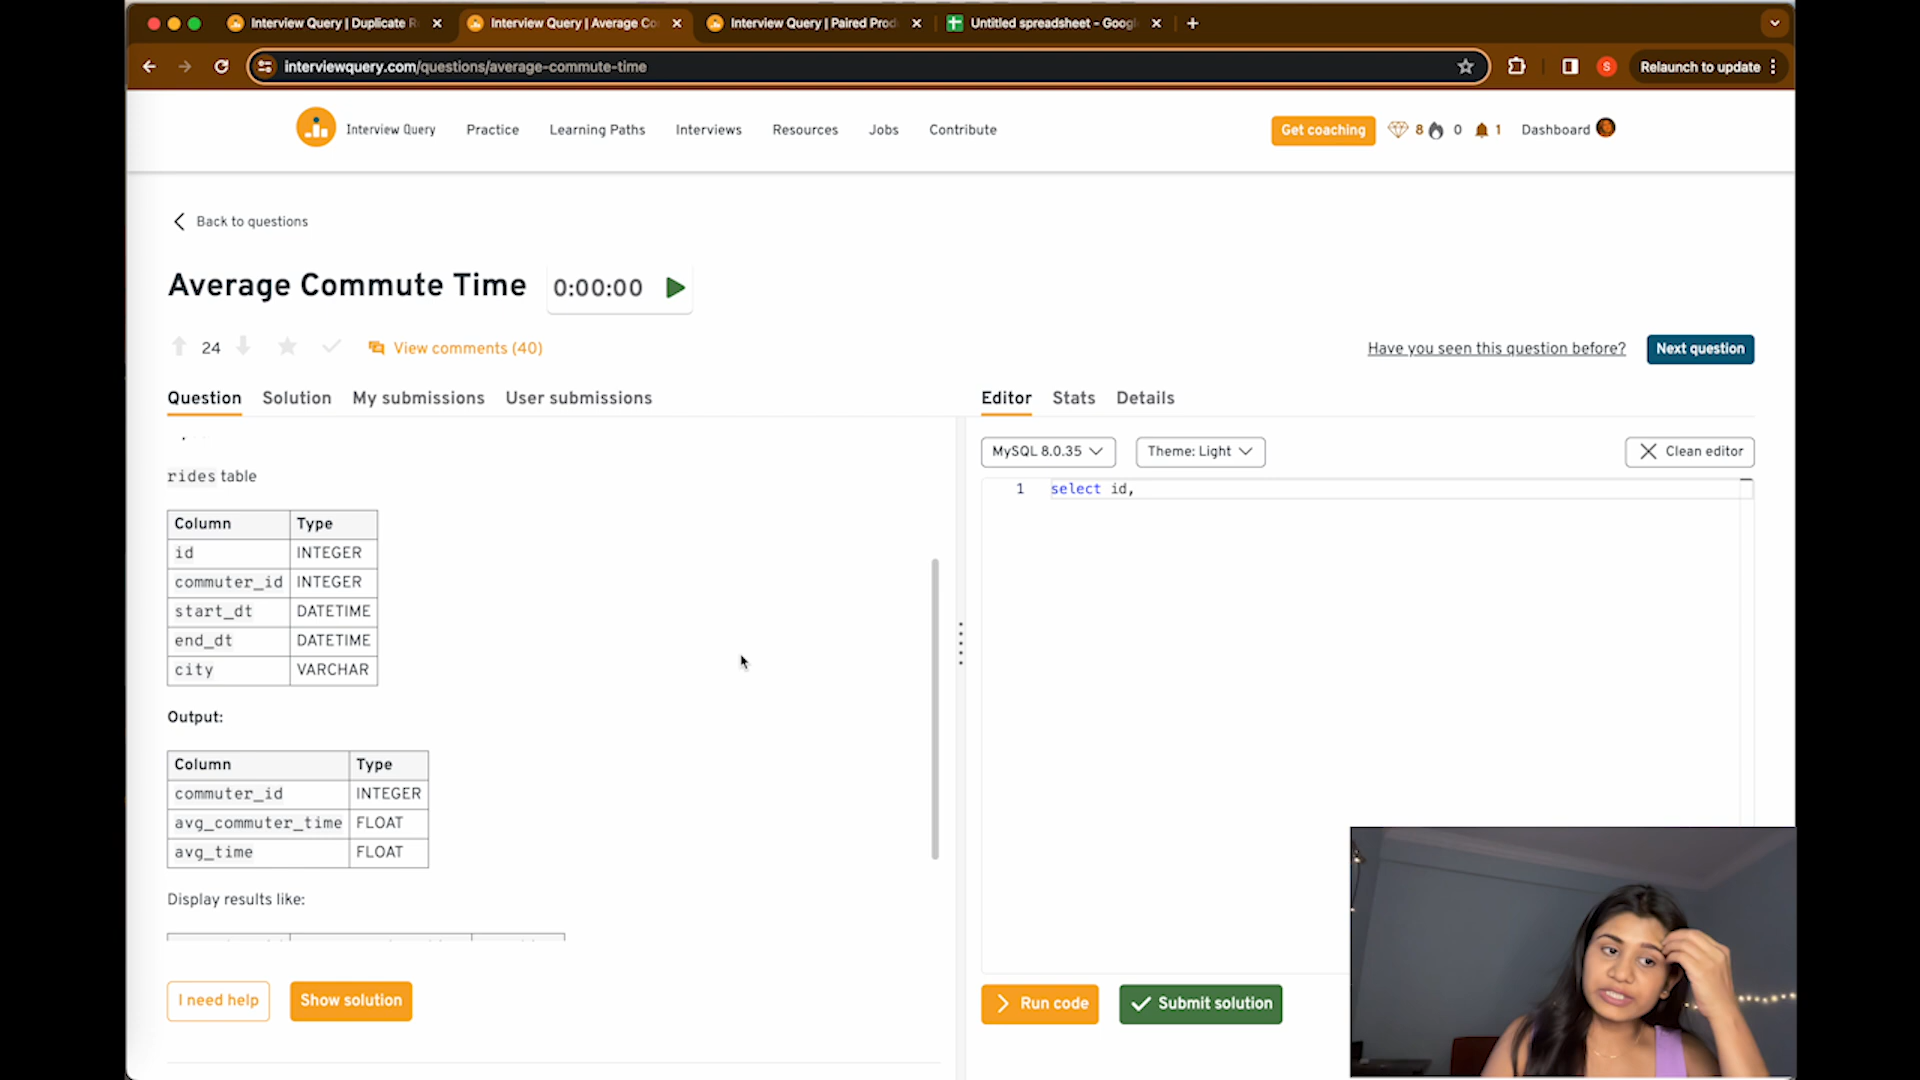 Interview Query | Duplicate R
Interview Query | Average Co
Interview Query | Paired Prod
Untitled spreadsheet - Googl
interviewquery.com/questions/average-commute-time
S
Relaunch to update
Interview Query
Practice
Learning Paths
Interviews
Resources
Jobs
Contribute
Get coaching
8
0
1
Dashboard
Back to questions
Average Commute Time
0:00:00
24
View comments (40)
Have you seen this question before?
Next question
Question
Solution
My submissions
User submissions
Editor
Stats
Details
MySQL 8.0.35
Theme: Light
Clean editor
rides table
Column Type
id INTEGER
commuter_id INTEGER
start_dt DATETIME
end_dt DATETIME
city VARCHAR
Output:
Column Type
commuter_id INTEGER
avg_commuter_time FLOAT
avg_time FLOAT
Display results like:
1 select id,
I need help
Show solution
Run code
Submit solution